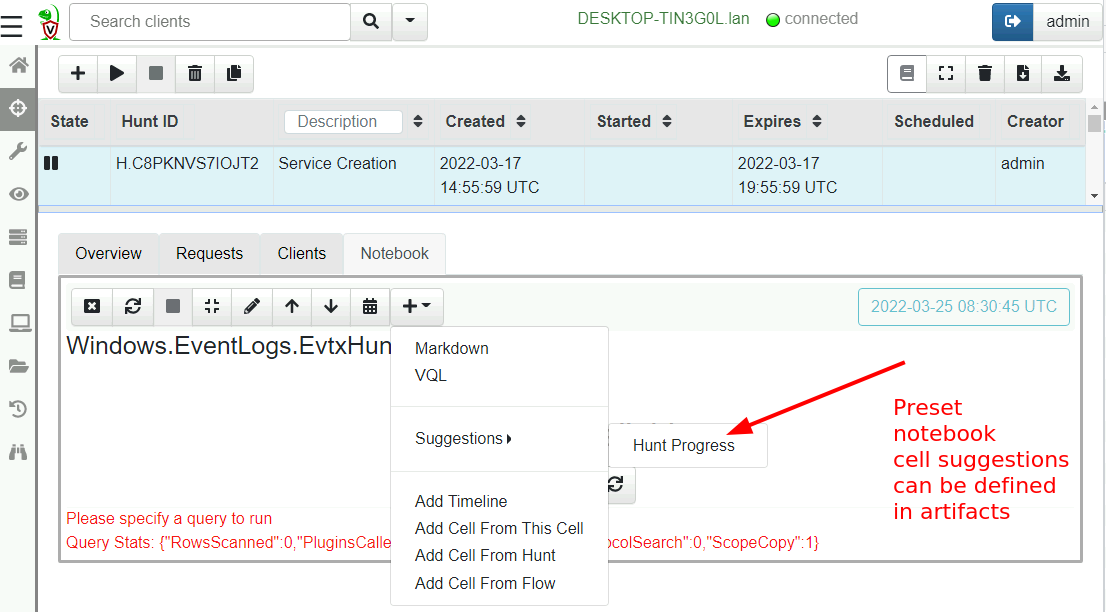 Search clients
DESKTOP-TIN3G0L.lan connected
admin
State Hunt ID Description Created Started Expires Scheduled Creator
H.C8PKNVS7IOJT2 Service Creation 2022-03-17 2022-03-17 admin
14:55:59 UTC 19:55:59 UTC
Overview Requests Clients Notebook
2022-03-25 08:30:45 UTC
Windows.EventLogs.EvtxHun
Markdown
VQL
Suggestions
Hunt Progress
Add Timeline
Add Cell From This Cell
Add Cell From Hunt
Add Cell From Flow
Preset
notebook
cell suggestions
can be defined
in artifacts
Please specify a query to run
Query Stats: {"RowsScanned":0,"PluginsCalle ocolSearch":0,"ScopeCopy":1}